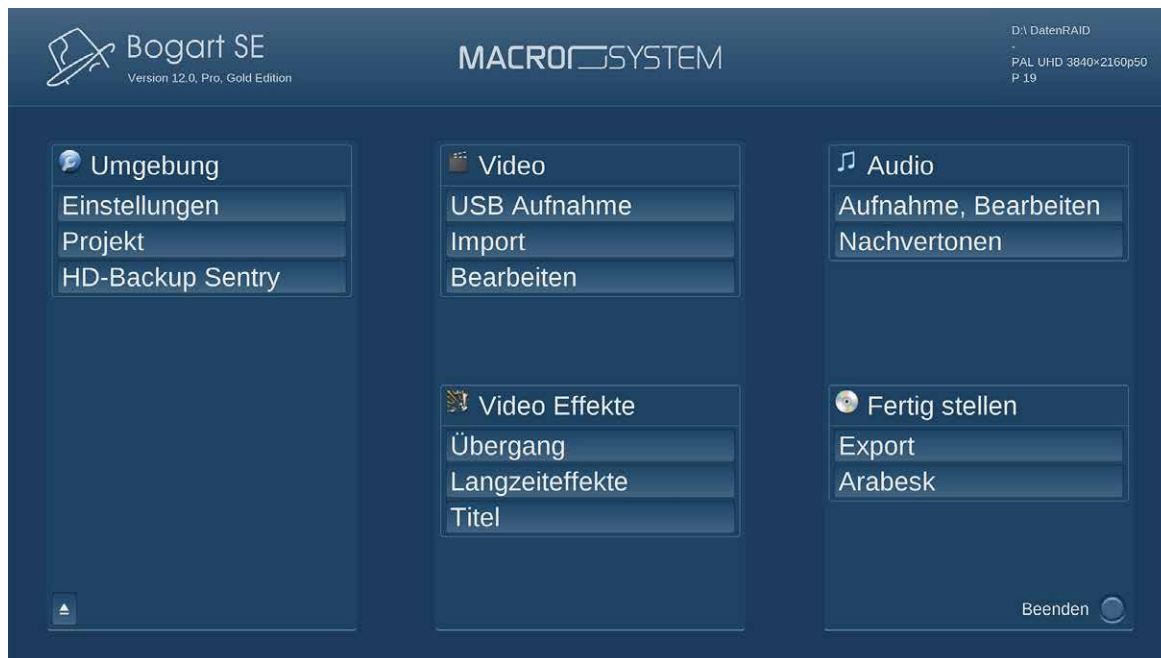 Bogart SE
Version 12.0, Pro, Gold Edition
MACROSYSTEM
D:\ DatenRAID
-
PAL UHD 3840×2160p50
P 19
Umgebung
Einstellungen
Projekt
HD-Backup Sentry
Video
USB Aufnahme
Import
Bearbeiten
Audio
Aufnahme, Bearbeiten
Nachvertonen
Video Effekte
Übergang
Langzeiteffekte
Titel
Fertig stellen
Export
Arabesk
Beenden